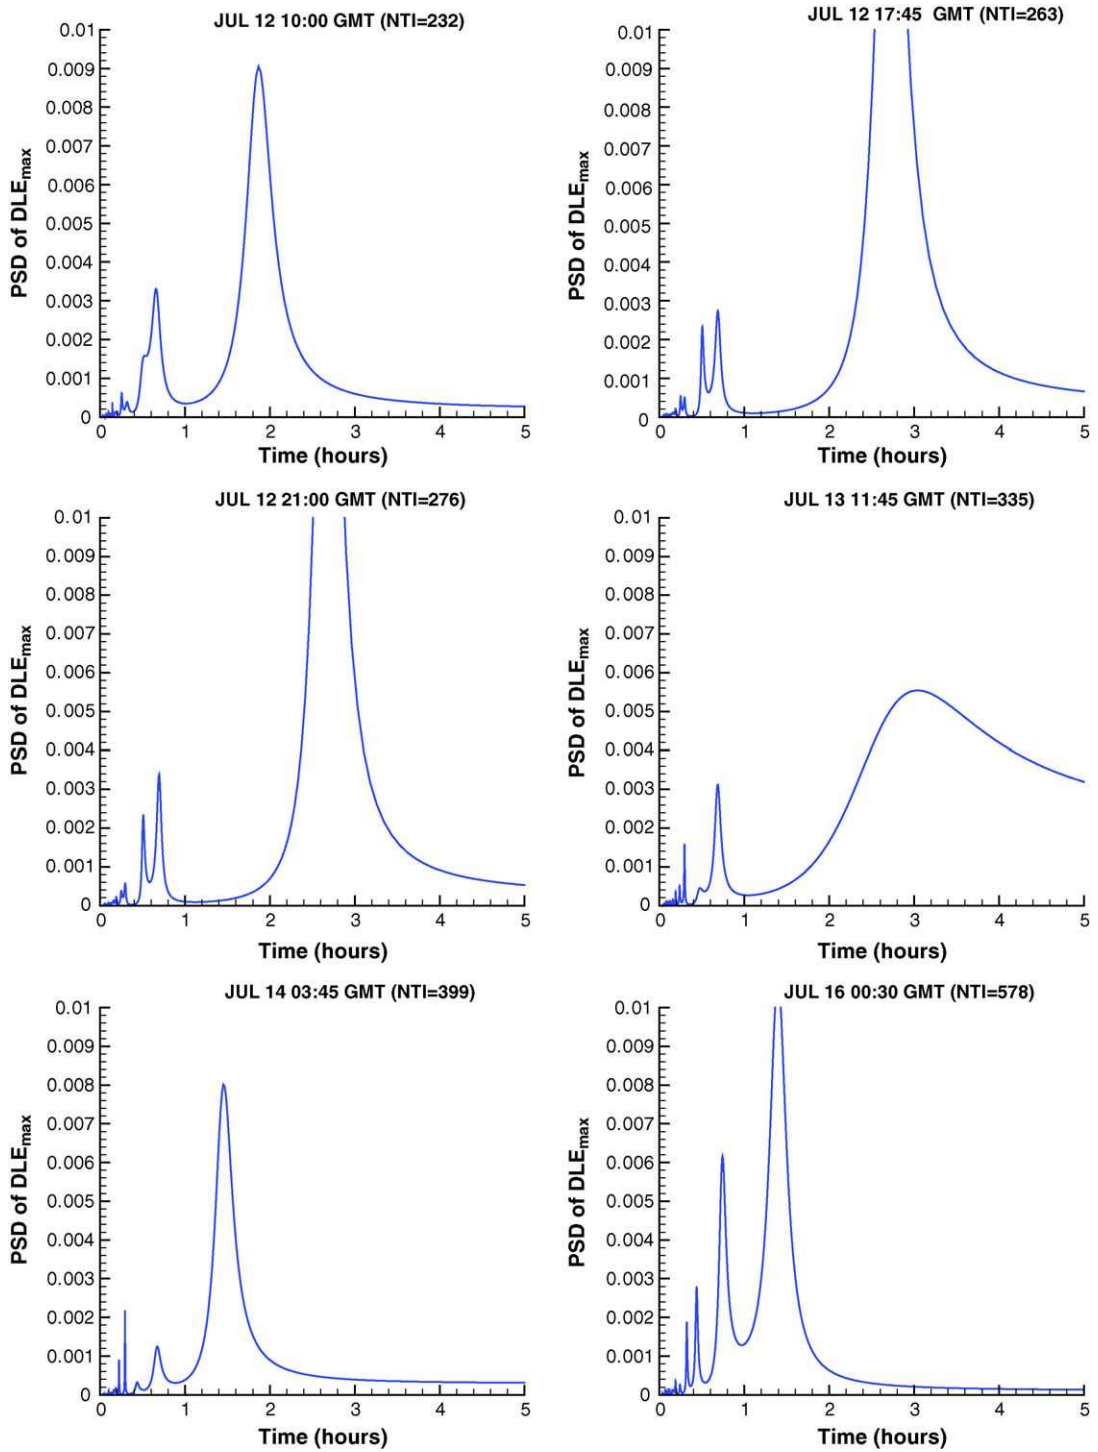 JUL 12 10:00 GMT (NTI=232)
0.01
0.009
0.008
0.007
0.006
0.005
0.004
0.003
0.002
0.001
0
PSD of DLEmax
0 1 2 3 4 5
Time (hours)
JUL 12 17:45 GMT (NTI=263)
0.01
0.009
0.008
0.007
0.006
0.005
0.004
0.003
0.002
0.001
0
PSD of DLEmax
0 1 2 3 4 5
Time (hours)
JUL 12 21:00 GMT (NTI=276)
0.01
0.009
0.008
0.007
0.006
0.005
0.004
0.003
0.002
0.001
0
PSD of DLEmax
0 1 2 3 4 5
Time (hours)
JUL 13 11:45 GMT (NTI=335)
0.01
0.009
0.008
0.007
0.006
0.005
0.004
0.003
0.002
0.001
0
PSD of DLEmax
0 1 2 3 4 5
Time (hours)
JUL 14 03:45 GMT (NTI=399)
0.01
0.009
0.008
0.007
0.006
0.005
0.004
0.003
0.002
0.001
0
PSD of DLEmax
0 1 2 3 4 5
Time (hours)
JUL 16 00:30 GMT (NTI=578)
0.01
0.009
0.008
0.007
0.006
0.005
0.004
0.003
0.002
0.001
0
PSD of DLEmax
0 1 2 3 4 5
Time (hours)